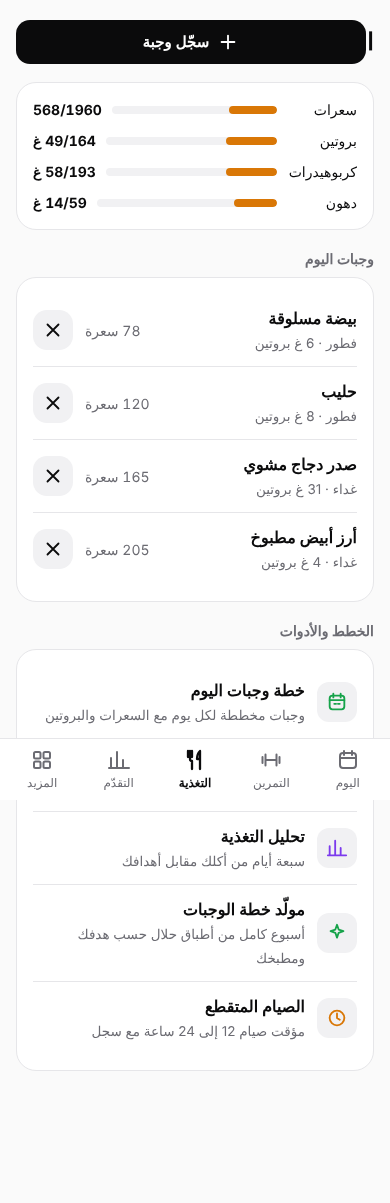 سجّل وجبة
سعرات 568/1960
بروتين 49/164 غ
كربوهيدرات 58/193 غ
دهون 14/59 غ
وجبات اليوم
بيضة مسلوقة
فطور · 6 غ بروتين
78 سعرة
حليب
فطور · 8 غ بروتين
120 سعرة
صدر دجاج مشوي
غداء · 31 غ بروتين
165 سعرة
أرز أبيض مطبوخ
غداء · 4 غ بروتين
205 سعرة
الخطط والأدوات
خطة وجبات اليوم
وجبات مخططة لكل يوم مع السعرات والبروتين
اليوم التمرين التغذية التقدّم المزيد
تحليل التغذية
سبعة أيام من أكلك مقابل أهدافك
مولّد خطة الوجبات
أسبوع كامل من أطباق حلال حسب هدفك
ومطبخك
الصيام المتقطع
مؤقت صيام 12 إلى 24 ساعة مع سجل